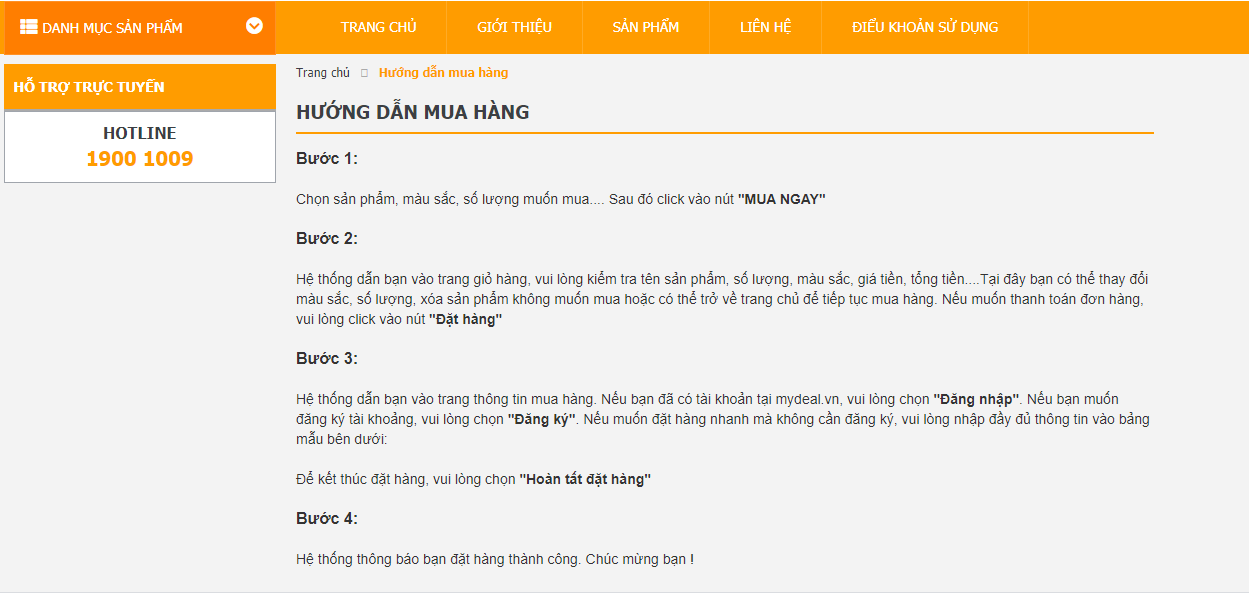 DANH MỤC SẢN PHẨM
TRANG CHỦ
GIỚI THIỆU
SẢN PHẨM
LIÊN HỆ
ĐIỀU KHOẢN SỬ DỤNG
HỖ TRỢ TRỰC TUYẾN
HOTLINE
1900 1009
Trang chủ Hướng dẫn mua hàng
HƯỚNG DẪN MUA HÀNG
Bước 1:
Chọn sản phẩm, màu sắc, số lượng muốn mua.... Sau đó click vào nút "MUA NGAY"
Bước 2:
Hệ thống dẫn bạn vào trang giỏ hàng, vui lòng kiểm tra tên sản phẩm, số lượng, màu sắc, giá tiền, tổng tiền....Tại đây bạn có thể thay đổi
màu sắc, số lượng, xóa sản phẩm không muốn mua hoặc có thể trở về trang chủ để tiếp tục mua hàng. Nếu muốn thanh toán đơn hàng,
vui lòng click vào nút "Đặt hàng"
Bước 3:
Hệ thống dẫn bạn vào trang thông tin mua hàng. Nếu bạn đã có tài khoản tại mydeal.vn, vui lòng chọn "Đăng nhập". Nếu bạn muốn
đăng ký tài khoảng, vui lòng chọn "Đăng ký". Nếu muốn đặt hàng nhanh mà không cần đăng ký, vui lòng nhập đầy đủ thông tin vào bảng
mẫu bên dưới:
Để kết thúc đặt hàng, vui lòng chọn "Hoàn tất đặt hàng"
Bước 4:
Hệ thống thông báo bạn đặt hàng thành công. Chúc mừng bạn !